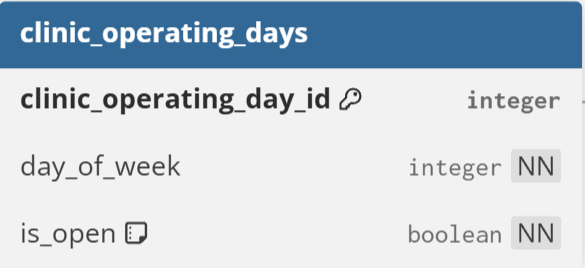 clinic_operating_days
clinic_operating_day_id integer
day_of_week integer NN
is_open boolean NN